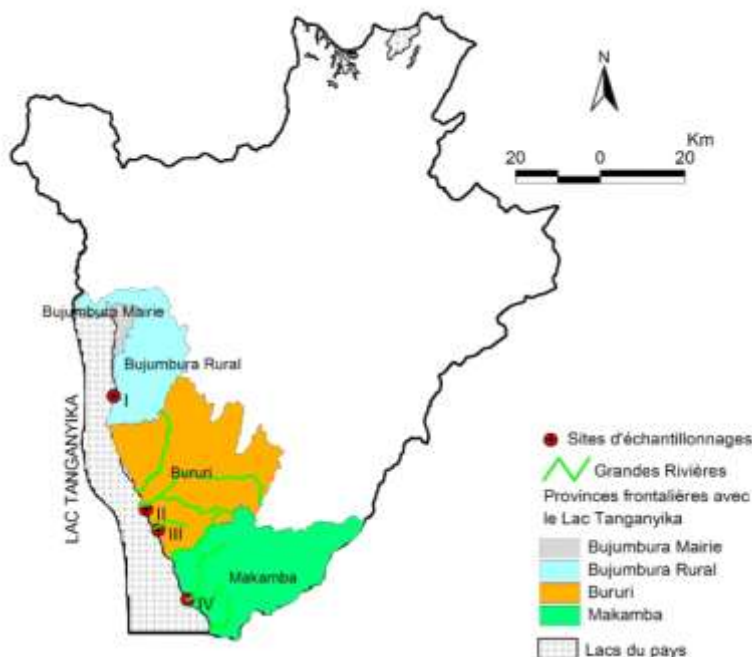 N
Km
20 0 20
Bujumbura Mairie
Bujumbura Rural
I
LAC TANGANYIKA
Bururi
II
III
Makamba
IV
Sites d'échantillonnages
Grandes Rivières
Provinces frontalières avec
le Lac Tanganyika
Bujumbura Mairie
Bujumbura Rural
Bururi
Makamba
Lacs du pays